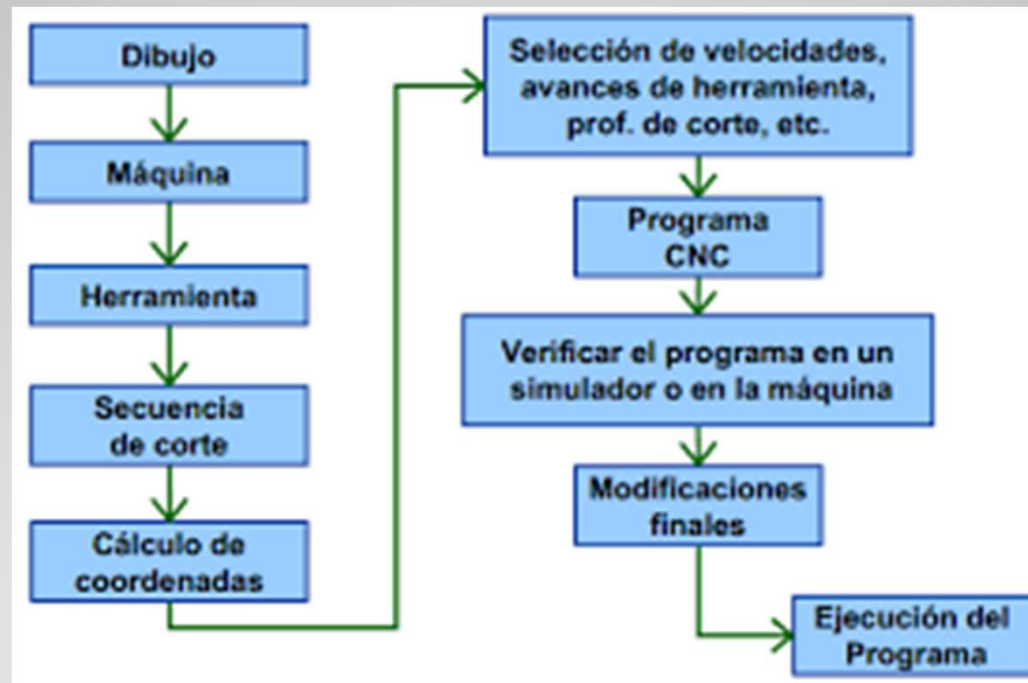 Dibujo
Máquina
Herramienta
Secuencia
de corte
Cálculo de
coordenadas
Selección de velocidades,
avances de herramienta,
prof. de corte, etc.
Programa
CNC
Verificar el programa en un
simulador o en la máquina
Modificaciones
finales
Ejecución del
Programa